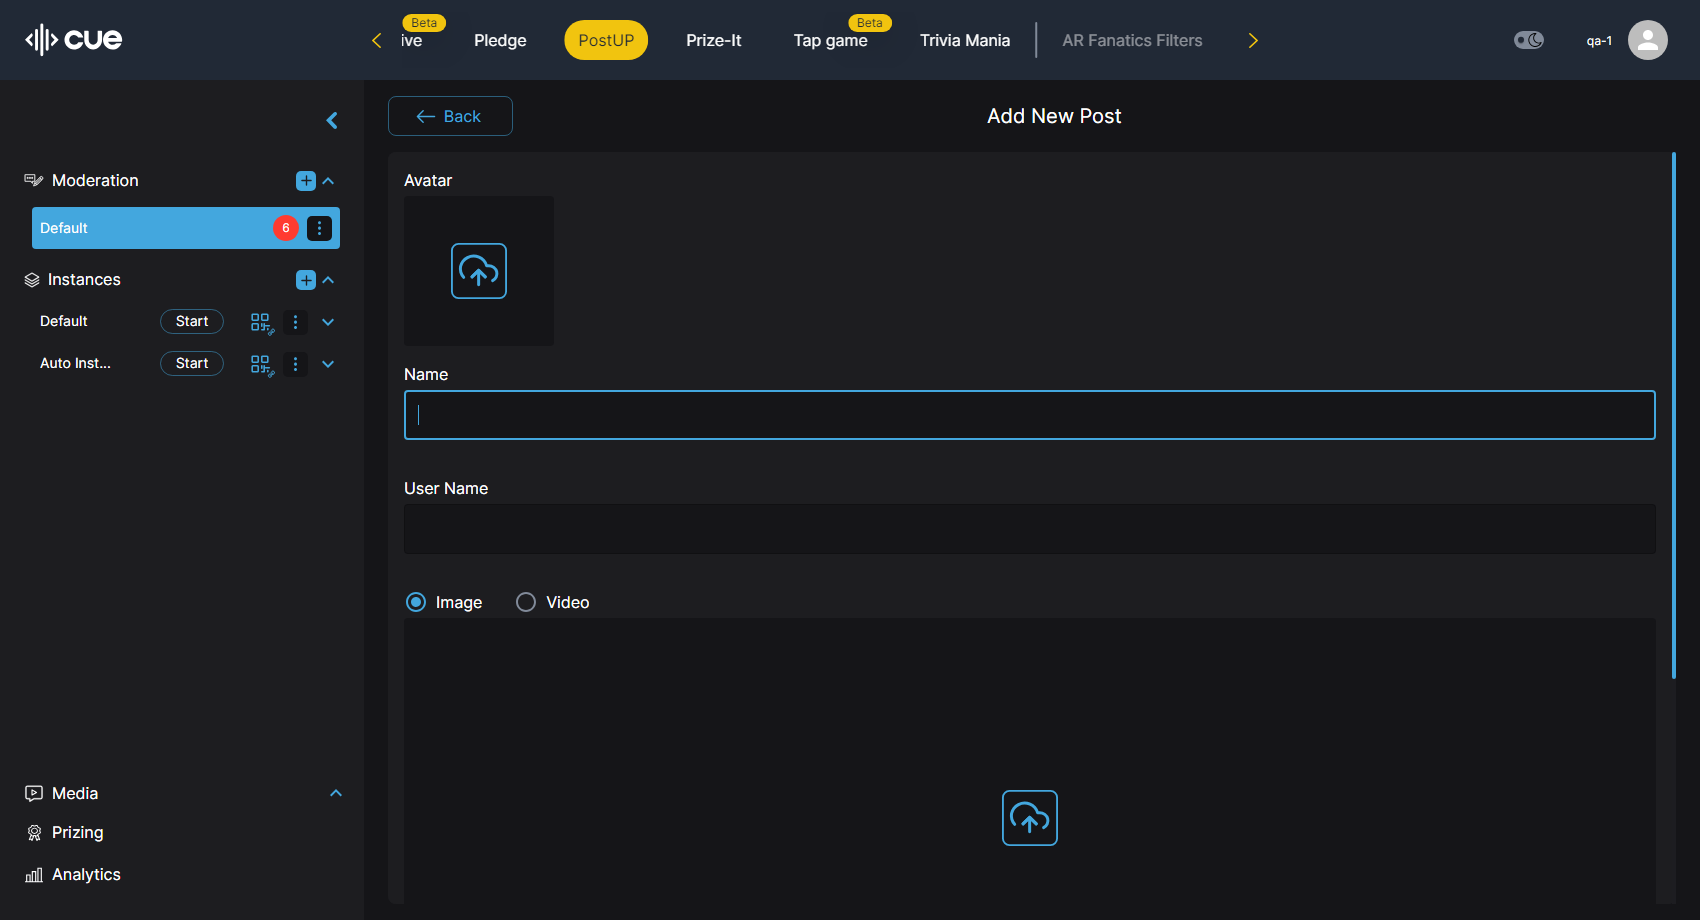 cue
Beta
ive
Pledge
PostUP
Prize-It
Beta
Tap game
Trivia Mania
AR Fanatics Filters
qa-1
Back
Add New Post
Moderation
Default
6
Instances
Default
Start
Auto Inst...
Start
Media
Prizing
Analytics
Avatar
Name
User Name
Image
Video